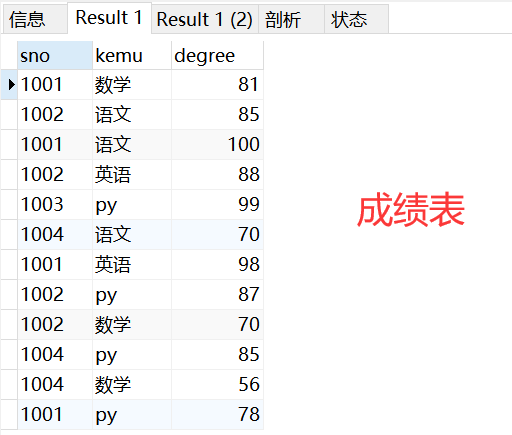 信息 Result 1 Result 1 (2) 剖析 状态
sno kemu degree
1001 数学 81
1002 语文 85
1001 语文 100
1002 英语 88
1003 py 99
成绩表
1004 语文 70
1001 英语 98
1002 py 87
1002 数学 70
1004 py 85
1004 数学 56
1001 py 78